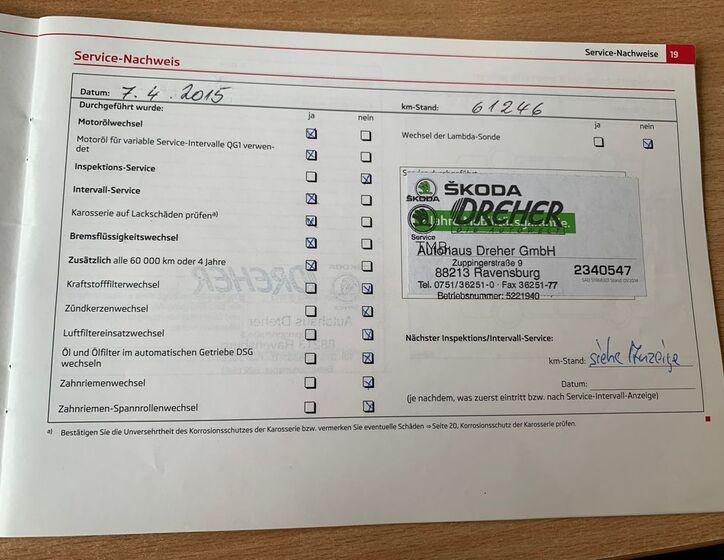 Service-Nachweise 19
Service-Nachweis
Datum: 7.4.2015
km-Stand: 61246
Durchgeführt wurde:
ja nein
ja nein
Motorölwechsel
Wechsel der Lambda-Sonde
Motoröl für variable Service-Intervalle QG1 verwen-
det
Inspektions-Service
Intervall-Service
Karosserie auf Lackschäden prüfen a)
Bremsflüssigkeitswechsel
Zusätzlich alle 60 000 km oder 4 Jahre
Kraftstofffilterwechsel
Zündkerzenwechsel
Luftfiltereinsatzwechsel
Öl und Ölfilter im automatischen Getriebe DSG
wechseln
Zahnriemenwechsel
Zahnriemen-Spannrollenwechsel
ŠKODA
ŠKODA
DREHER
Service
TMB
Autohaus Dreher GmbH
Zuppingerstraße 9
88213 Ravensburg
2340547
Tel. 0751/36251-0 · Fax 36251-77
Betriebsnummer: 5221940
Nächster Inspektions/Intervall-Service:
km-Stand: siehe Anzeige
Datum:
(je nachdem, was zuerst eintritt bzw. nach Service-Intervall-Anzeige)
a) Bestätigen Sie die Unversehrtheit des Korrosionsschutzes der Karosserie bzw. vermerken Sie eventuelle Schäden ⇒ Seite 20, Korrosionsschutz der Karosserie prüfen.